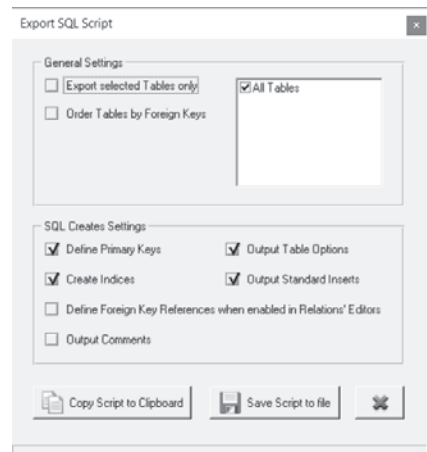 Export SQL Script
General Settings
Export selected Tables only
All Tables
Order Tables by Foreign Keys
SQL Creates Settings
Define Primary Keys
Output Table Options
Create Indices
Output Standard Inserts
Define Foreign Key References when enabled in Relations' Editors
Output Comments
Copy Script to Clipboard
Save Script to file